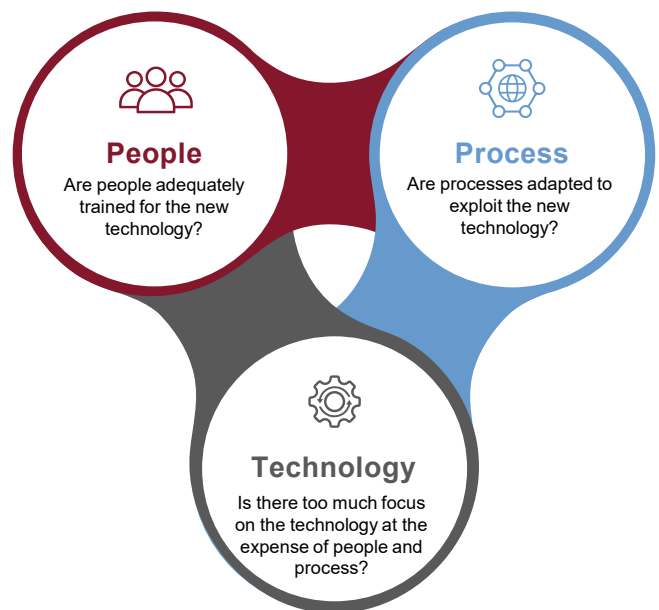 People
Are people adequately
trained for the new
technology?
Process
Are processes adapted to
exploit the new
technology?
Technology
Is there too much focus
on the technology at the
expense of people and
process?